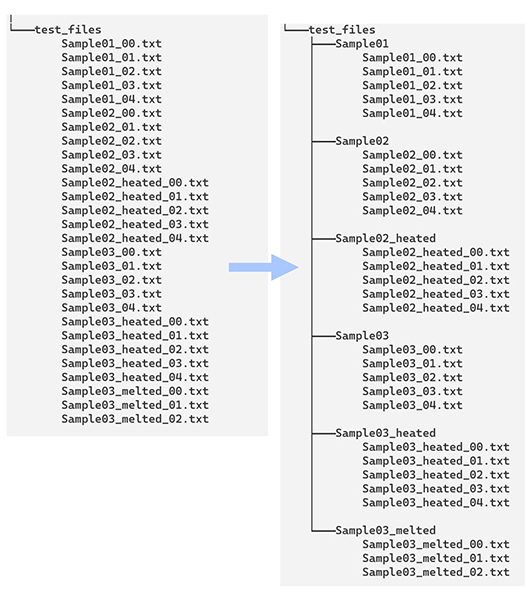 test_files
Sample01_00.txt
Sample01_01.txt
Sample01_02.txt
Sample01_03.txt
Sample01_04.txt
Sample02_00.txt
Sample02_01.txt
Sample02_02.txt
Sample02_03.txt
Sample02_04.txt
Sample02_heated_00.txt
Sample02_heated_01.txt
Sample02_heated_02.txt
Sample02_heated_03.txt
Sample02_heated_04.txt
Sample03_00.txt
Sample03_01.txt
Sample03_02.txt
Sample03_03.txt
Sample03_04.txt
Sample03_heated_00.txt
Sample03_heated_01.txt
Sample03_heated_02.txt
Sample03_heated_03.txt
Sample03_heated_04.txt
Sample03_melted_00.txt
Sample03_melted_01.txt
Sample03_melted_02.txt
test_files
Sample01
Sample01_00.txt
Sample01_01.txt
Sample01_02.txt
Sample01_03.txt
Sample01_04.txt
Sample02
Sample02_00.txt
Sample02_01.txt
Sample02_02.txt
Sample02_03.txt
Sample02_04.txt
Sample02_heated
Sample02_heated_00.txt
Sample02_heated_01.txt
Sample02_heated_02.txt
Sample02_heated_03.txt
Sample02_heated_04.txt
Sample03
Sample03_00.txt
Sample03_01.txt
Sample03_02.txt
Sample03_03.txt
Sample03_04.txt
Sample03_heated
Sample03_heated_00.txt
Sample03_heated_01.txt
Sample03_heated_02.txt
Sample03_heated_03.txt
Sample03_heated_04.txt
Sample03_melted
Sample03_melted_00.txt
Sample03_melted_01.txt
Sample03_melted_02.txt